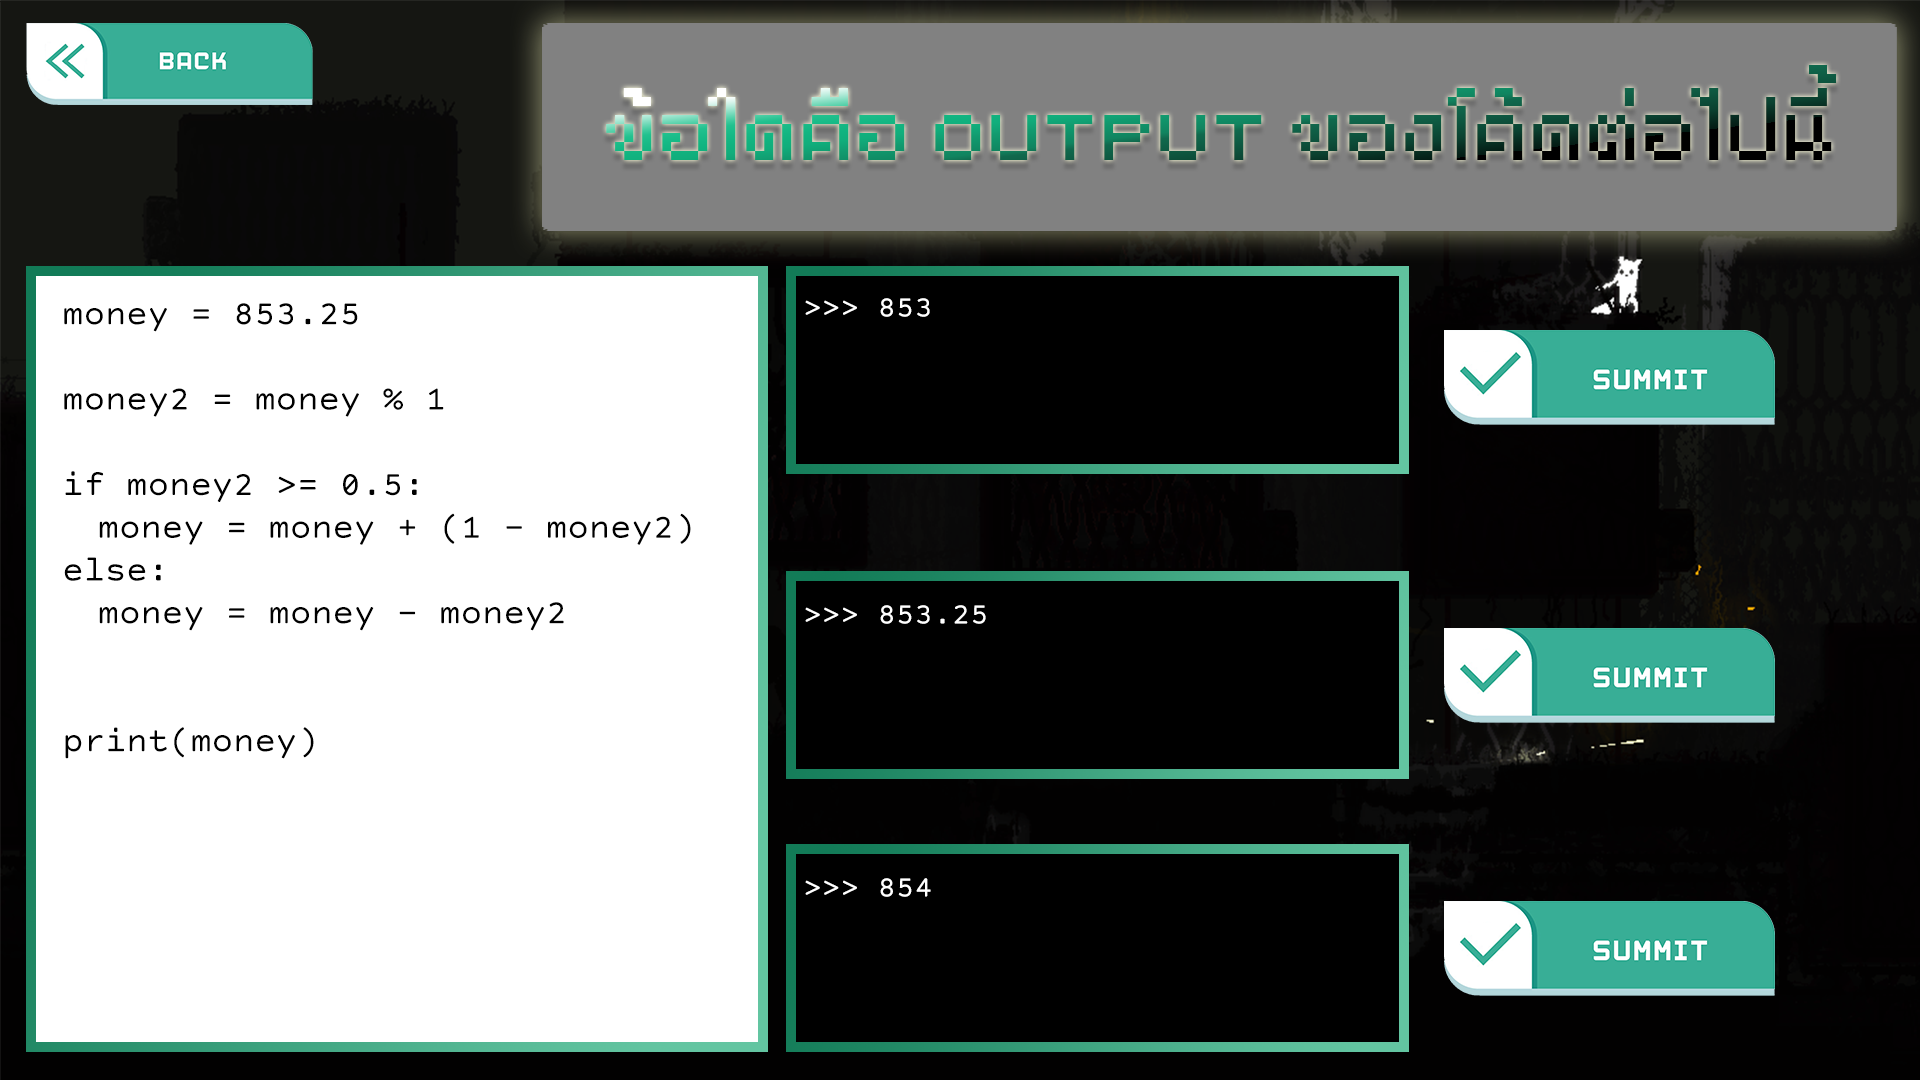 BACK
ข้อใดคือ OUTPUT ของโค้ดต่อไปนี้
money = 853.25
money2 = money % 1
if money2 >= 0.5:
money = money + (1 - money2)
else:
money = money - money2
print(money)
>>> 853
SUMMIT
>>> 853.25
SUMMIT
>>> 854
SUMMIT